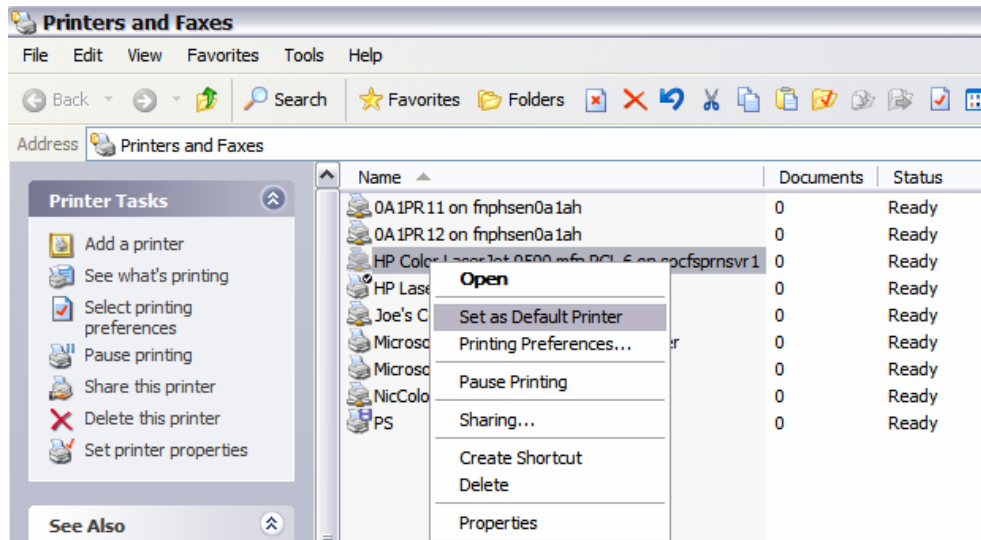 Printers and Faxes
File Edit View Favorites Tools Help
Back Search Favorites Folders
Address Printers and Faxes
Printer Tasks
Add a printer
See what's printing
Select printing
preferences
Pause printing
Share this printer
Delete this printer
Set printer properties
See Also
Name Documents Status
0A1PR11 on fnphsen0a1ah 0 Ready
0A1PR12 on fnphsen0a1ah 0 Ready
HP Color LaserJet 9500 mfp PCL 6 on cocfsprnsvr1 0 Ready
HP Lase 0 Ready
Joe's C 0 Ready
Microso er 0 Ready
Microso 0 Ready
NicColo 0 Ready
PS 0 Ready
Open
Set as Default Printer
Printing Preferences...
Pause Printing
Sharing...
Create Shortcut
Delete
Properties